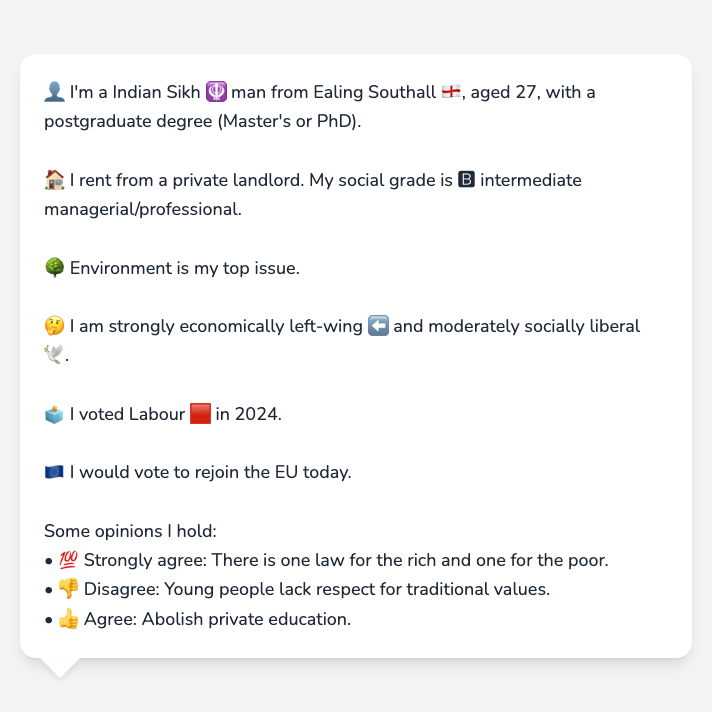 👤 I'm a Indian Sikh 🪯 man from Ealing Southall 🏴󠁧󠁢󠁥󠁮󠁧󠁿, aged 27, with a
postgraduate degree (Master's or PhD).
🏠 I rent from a private landlord. My social grade is 🅱 intermediate
managerial/professional.
🌳 Environment is my top issue.
🤔 I am strongly economically left-wing ⬅️ and moderately socially liberal
🕊️.
🗳️ I voted Labour 🟥 in 2024.
🇪🇺 I would vote to rejoin the EU today.
Some opinions I hold:
• 💯 Strongly agree: There is one law for the rich and one for the poor.
• 👎 Disagree: Young people lack respect for traditional values.
• 👍 Agree: Abolish private education.